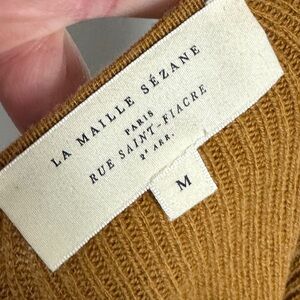 LA MAILLE SÉZANE
PARIS
RUE SAINT-FIACRE
2e ARR.
M